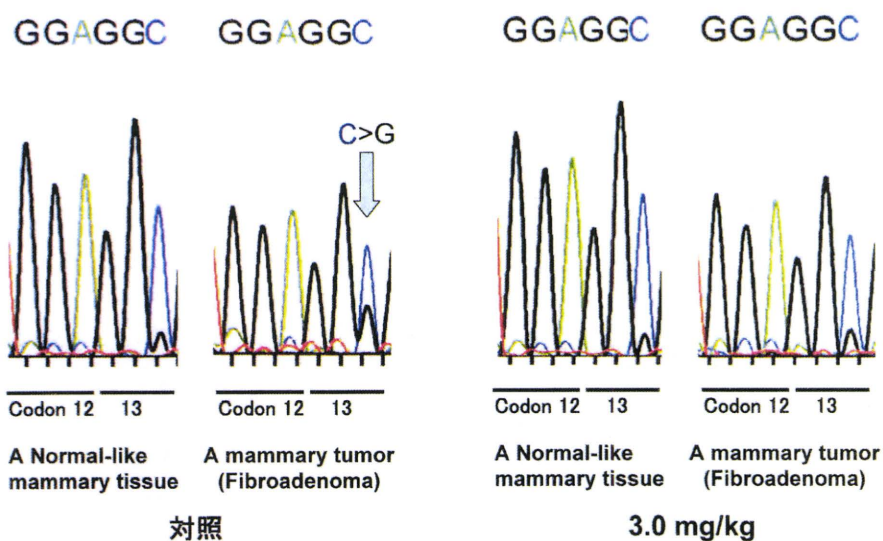 GGAGGC GGAGGC GGAGGC GGAGGC
C>G
Codon 12 13 Codon 12 13 Codon 12 13 Codon 12 13
A Normal-like A mammary tumor A Normal-like A mammary tumor
mammary tissue (Fibroadenoma) mammary tissue (Fibroadenoma)
対照 3.0 mg/kg